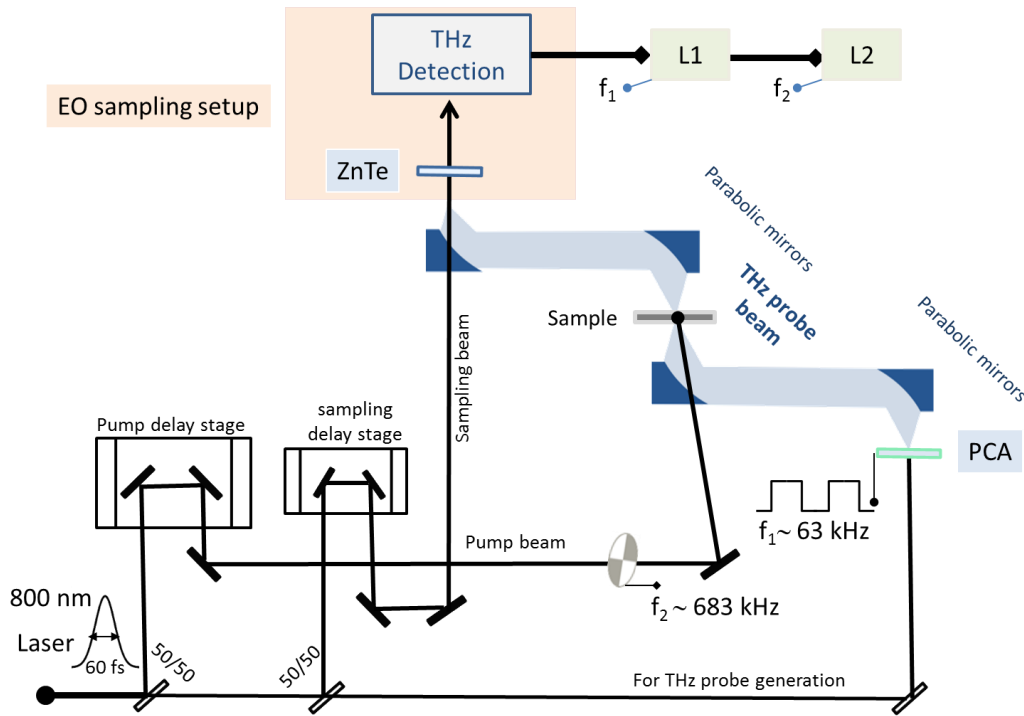 THz
Detection
L1
L2
f1
f2
EO sampling setup
ZnTe
Parabolic mirrors
THz probe
beam
Sample
Parabolic mirrors
Sampling beam
sampling
delay stage
Pump delay stage
PCA
f1~ 63 kHz
Pump beam
f2 ~ 683 kHz
800 nm
Laser
60 fs
50/50
50/50
For THz probe generation